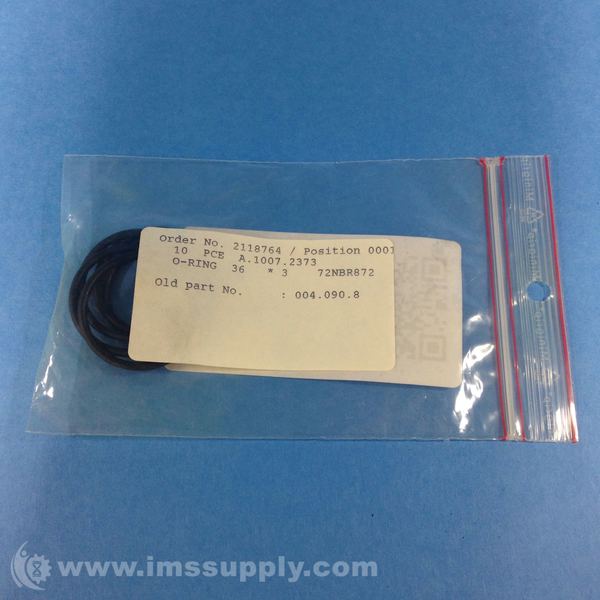 Order No. 2118764 / Position 0001
10 PCE A.1007.2373
O-RING 36 * 3 72NBR872
Old part No. : 004.090.8
www.imssupply.com